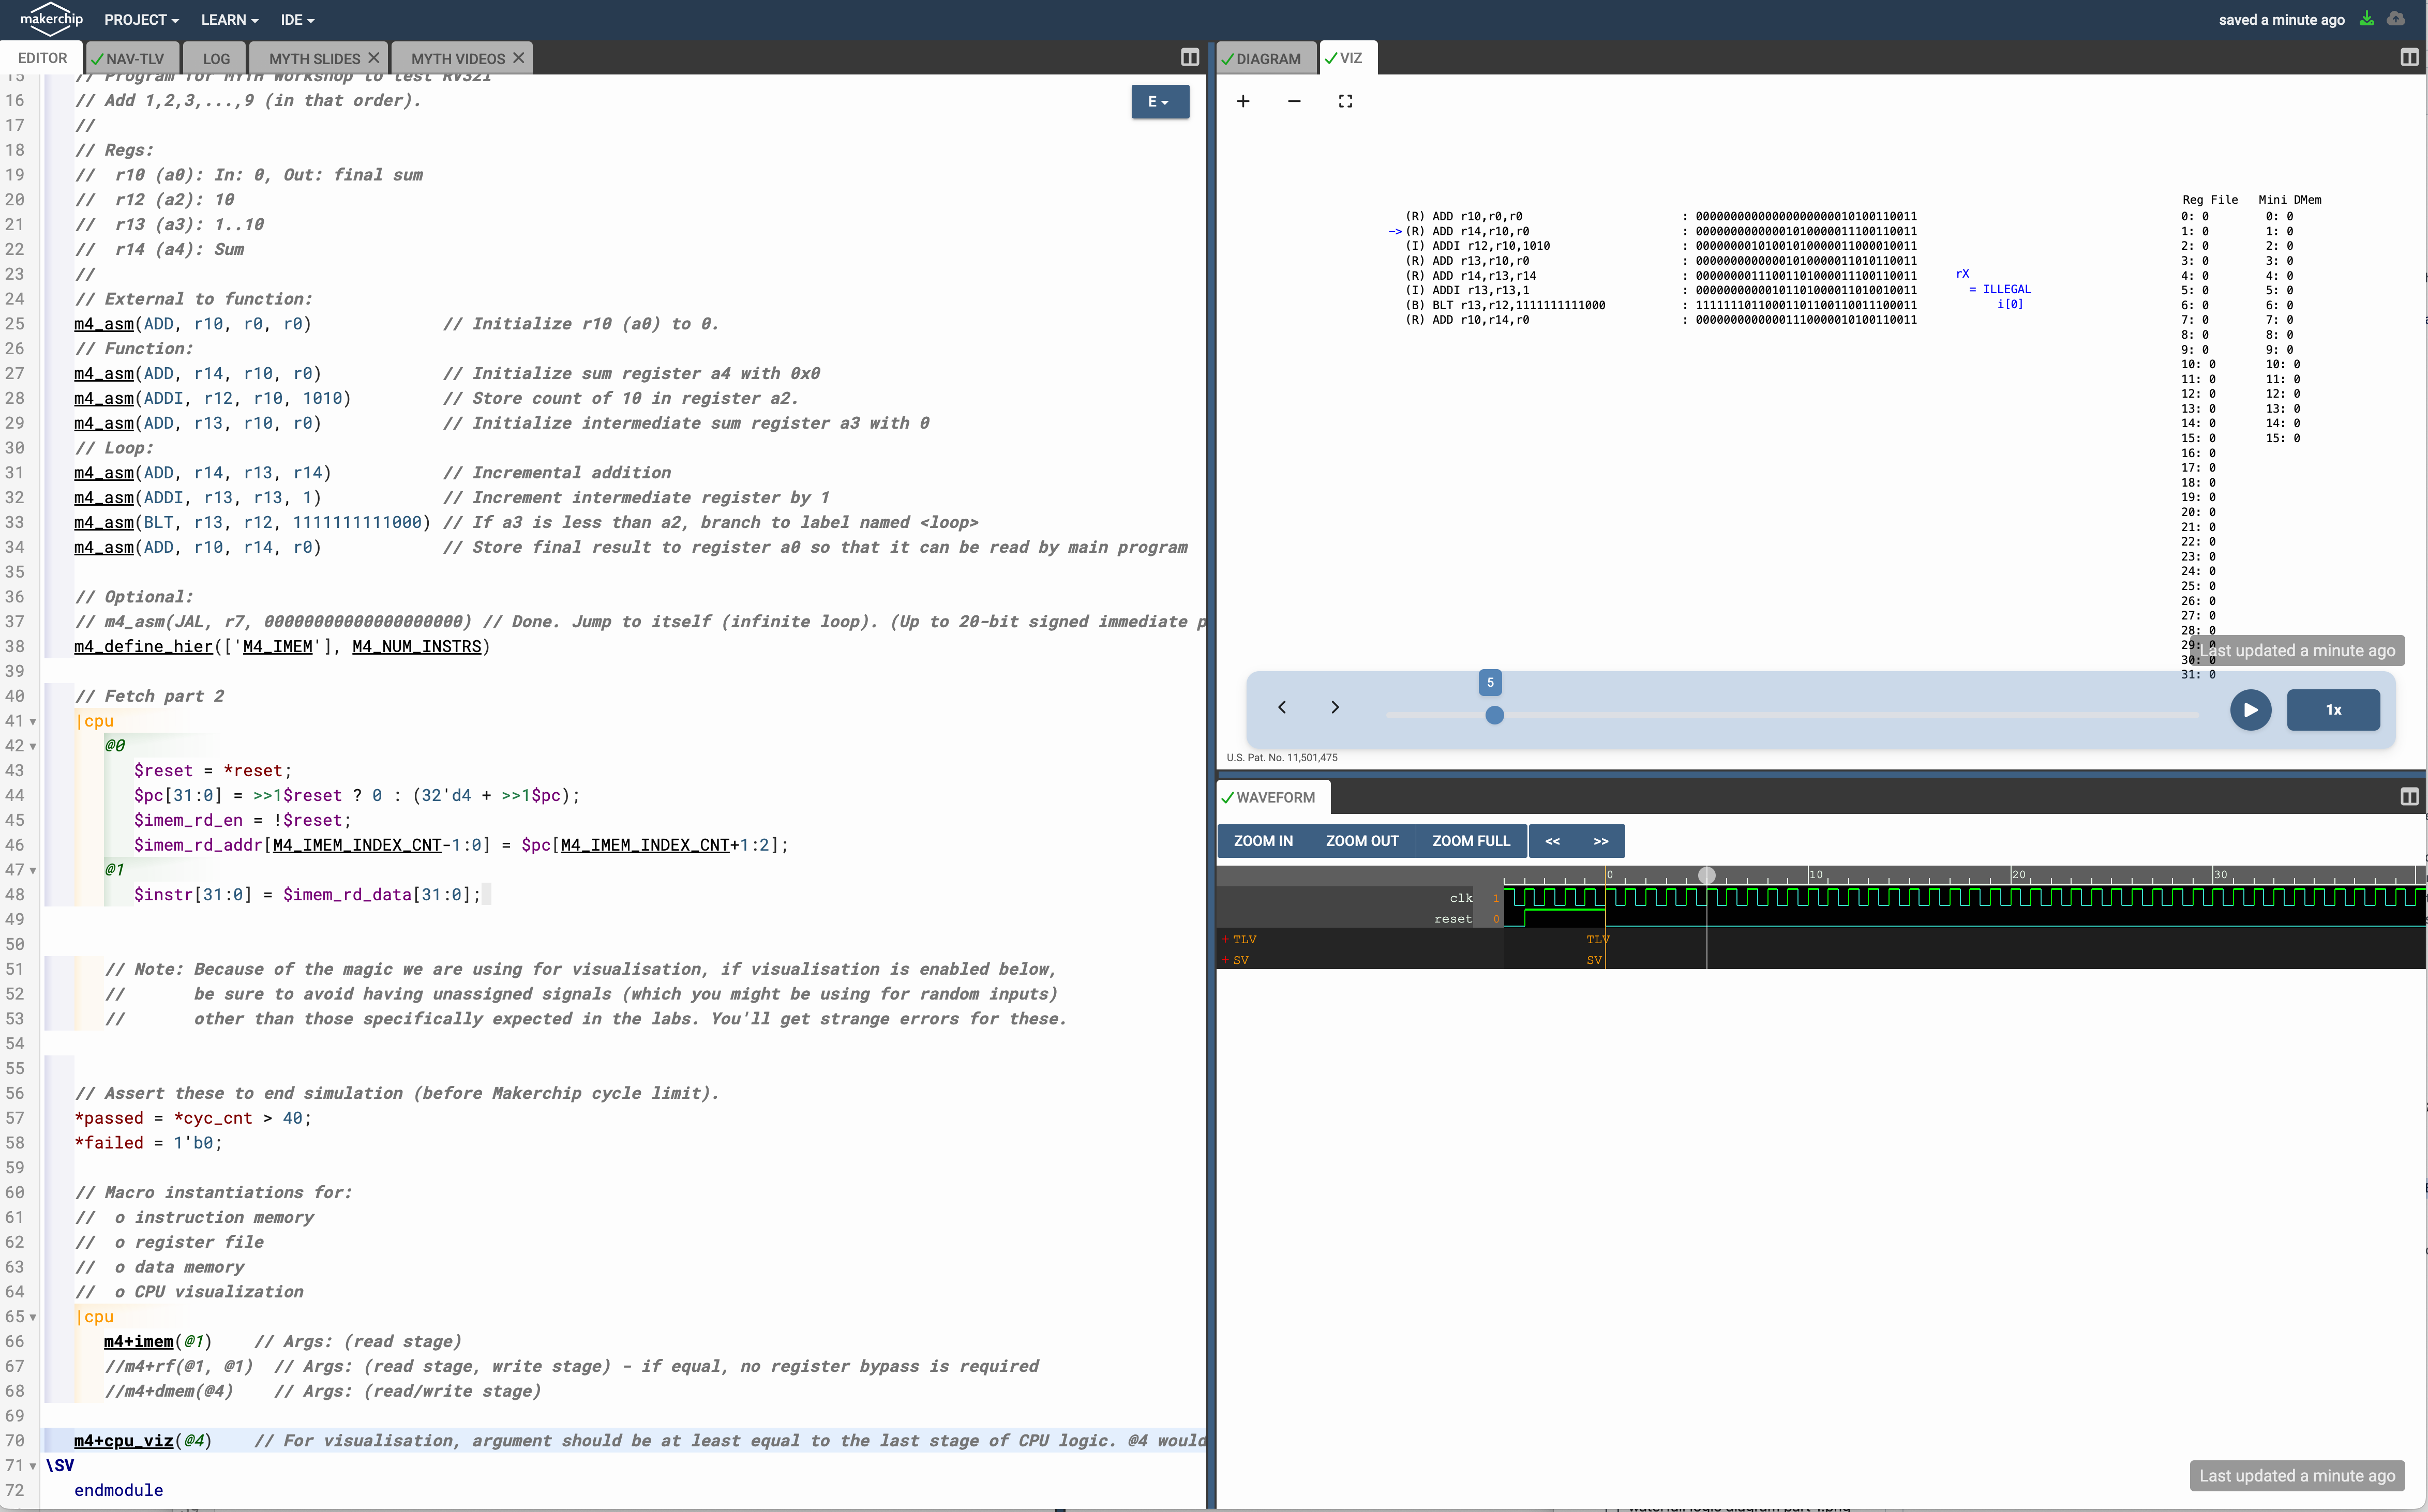 makerchip PROJECT LEARN IDE saved a minute ago
EDITOR NAV-TLV LOG MYTH SLIDES MYTH VIDEOS
15 // Program for MYTH Workshop to test RV32I
16 // Add 1,2,3,...,9 (in that order).
17 //
18 // Regs:
19 //  r10 (a0): In: 0, Out: final sum
20 //  r12 (a2): 10
21 //  r13 (a3): 1..10
22 //  r14 (a4): Sum
23 //
24 // External to function:
25 m4_asm(ADD, r10, r0, r0) // Initialize r10 (a0) to 0.
26 // Function:
27 m4_asm(ADD, r14, r10, r0) // Initialize sum register a4 with 0x0
28 m4_asm(ADDI, r12, r10, 1010) // Store count of 10 in register a2.
29 m4_asm(ADD, r13, r10, r0) // Initialize intermediate sum register a3 with 0
30 // Loop:
31 m4_asm(ADD, r14, r13, r14) // Incremental addition
32 m4_asm(ADDI, r13, r13, 1) // Increment intermediate register by 1
33 m4_asm(BLT, r13, r12, 1111111111000) // If a3 is less than a2, branch to label named <loop>
34 m4_asm(ADD, r10, r14, r0) // Store final result to register a0 so that it can be read by main program
35
36 // Optional:
37 // m4_asm(JAL, r7, 00000000000000000000) // Done. Jump to itself (infinite loop). (Up to 20-bit signed immediate p
38 m4_define_hier(['M4_IMEM'], M4_NUM_INSTRS)
39
40 // Fetch part 2
41 |cpu
42 @0
43 $reset = *reset;
44 $pc[31:0] = >>1$reset ? 0 : (32'd4 + >>1$pc);
45 $imem_rd_en = !$reset;
46 $imem_rd_addr[M4_IMEM_INDEX_CNT-1:0] = $pc[M4_IMEM_INDEX_CNT+1:2];
47 @1
48 $instr[31:0] = $imem_rd_data[31:0];
49
50
51 // Note: Because of the magic we are using for visualisation, if visualisation is enabled below,
52 //       be sure to avoid having unassigned signals (which you might be using for random inputs)
53 //       other than those specifically expected in the labs. You'll get strange errors for these.
54
55
56 // Assert these to end simulation (before Makerchip cycle limit).
57 *passed = *cyc_cnt > 40;
58 *failed = 1'b0;
59
60 // Macro instantiations for:
61 //  o instruction memory
62 //  o register file
63 //  o data memory
64 //  o CPU visualization
65 |cpu
66 m4+imem(@1)    // Args: (read stage)
67 //m4+rf(@1, @1)  // Args: (read stage, write stage) - if equal, no register bypass is required
68 //m4+dmem(@4)    // Args: (read/write stage)
69
70 m4+cpu_viz(@4)    // For visualisation, argument should be at least equal to the last stage of CPU logic. @4 would
71 \SV
72 endmodule
E
DIAGRAM VIZ
(R) ADD r10,r0,r0 : 00000000000000000000010100110011
->(R) ADD r14,r10,r0 : 00000000000001010000011100110011
(I) ADDI r12,r10,1010 : 00000000101001010000011000010011
(R) ADD r13,r10,r0 : 00000000000001010000011010110011
(R) ADD r14,r13,r14 : 00000000111001101000011100110011
(I) ADDI r13,r13,1 : 00000000000101101000011010010011
(B) BLT r13,r12,1111111111000 : 11111110110001101100110011100011
(R) ADD r10,r14,r0 : 00000000000001110000010100110011
rX
= ILLEGAL
i[0]
Reg File Mini DMem
0: 0 0: 0
1: 0 1: 0
2: 0 2: 0
3: 0 3: 0
4: 0 4: 0
5: 0 5: 0
6: 0 6: 0
7: 0 7: 0
8: 0 8: 0
9: 0 9: 0
10: 0 10: 0
11: 0 11: 0
12: 0 12: 0
13: 0 13: 0
14: 0 14: 0
15: 0 15: 0
16: 0
17: 0
18: 0
19: 0
20: 0
21: 0
22: 0
23: 0
24: 0
25: 0
26: 0
27: 0
28: 0
29: 0
30: 0
31: 0
Last updated a minute ago
5
1x
U.S. Pat. No. 11,501,475
WAVEFORM
ZOOM IN ZOOM OUT ZOOM FULL << >>
0 10 20 30
clk 1
reset 0
+ TLV TLV
+ SV SV
Last updated a minute ago